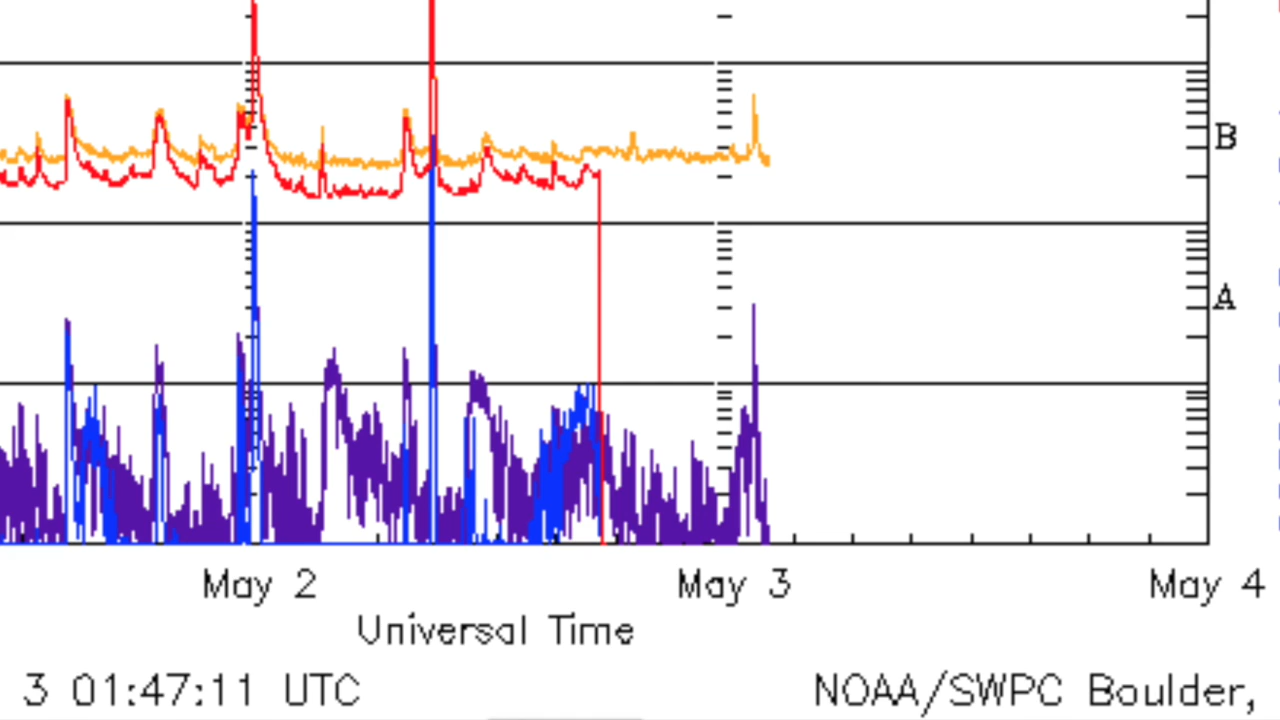 B
A
May 2 May 3 May 4
Universal Time
3 01:47:11 UTC NOAA/SWPC Boulder,